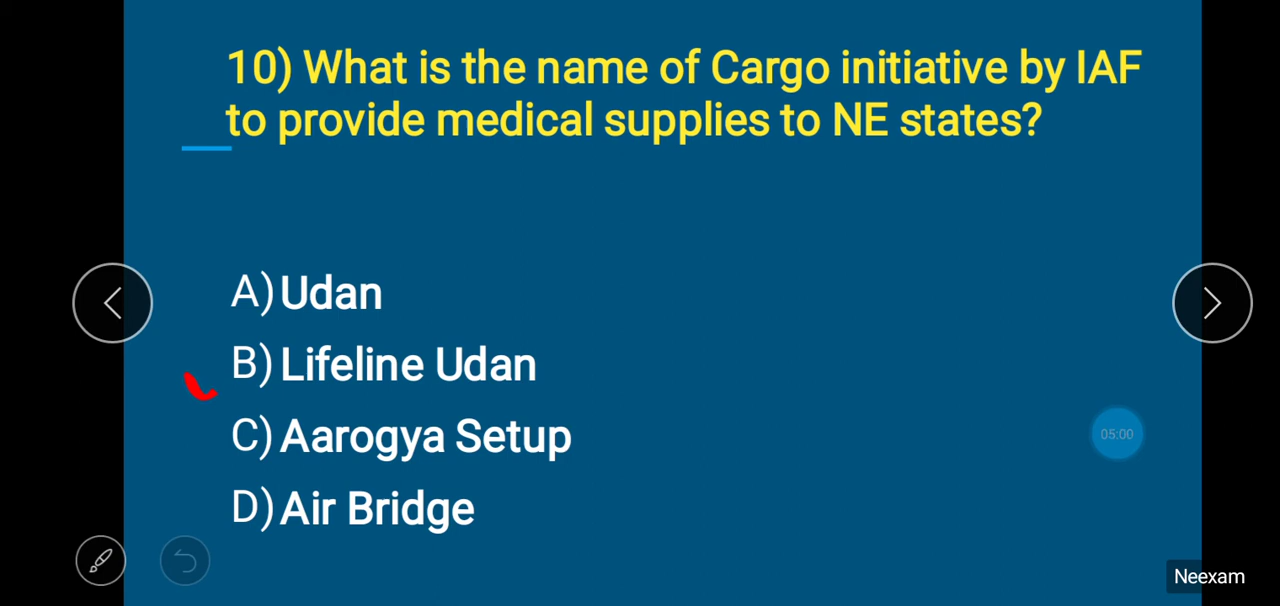 10) What is the name of Cargo initiative by IAF
to provide medical supplies to NE states?
A) Udan
B) Lifeline Udan
C) Aarogya Setup
D) Air Bridge
05:00
Neexam